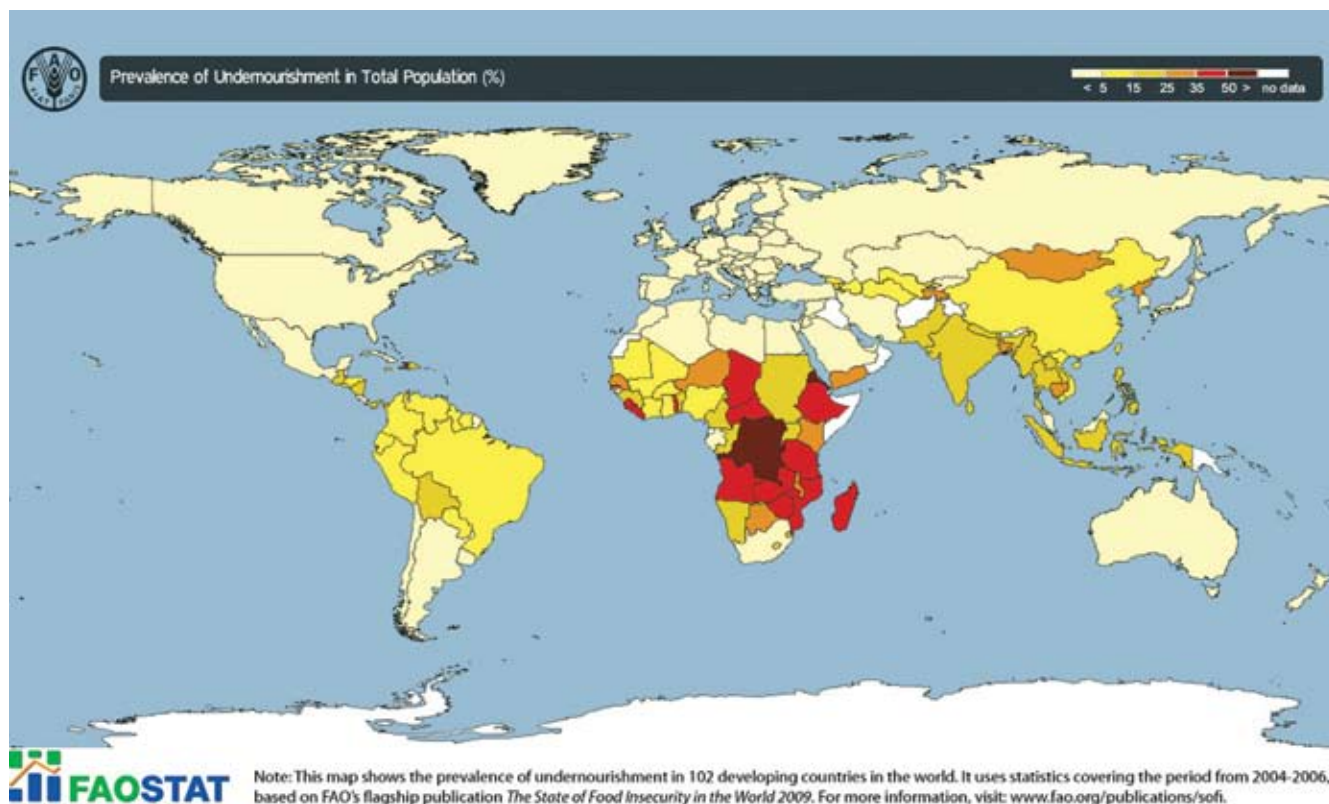 F A O
FIAT PANIS
Prevalence of Undernourishment in Total Population (%)
< 5 15 25 35 50 > no data
FAOSTAT
Note: This map shows the prevalence of undernourishment in 102 developing countries in the world. It uses statistics covering the period from 2004-2006,
based on FAO's flagship publication The State of Food Insecurity in the World 2009. For more information, visit: www.fao.org/publications/sofi.